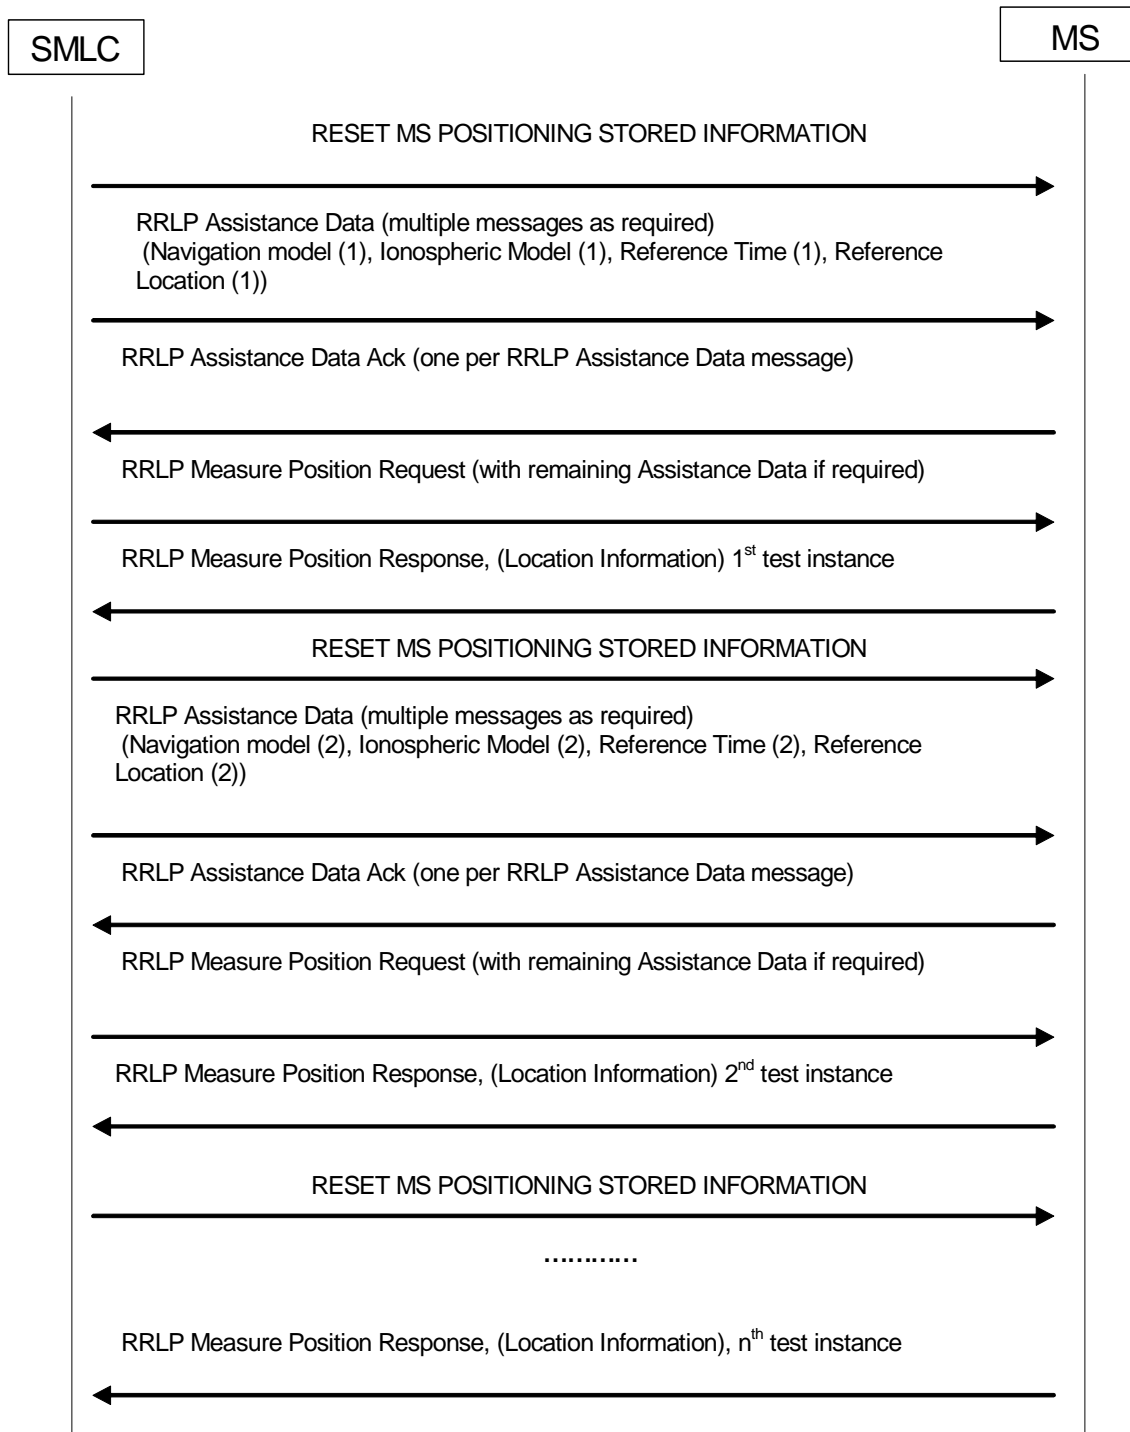 SMLC
MS
RESET MS POSITIONING STORED INFORMATION
RRLP Assistance Data (multiple messages as required)
(Navigation model (1), Ionospheric Model (1), Reference Time (1), Reference
Location (1))
RRLP Assistance Data Ack (one per RRLP Assistance Data message)
RRLP Measure Position Request (with remaining Assistance Data if required)
RRLP Measure Position Response, (Location Information) 1st test instance
RESET MS POSITIONING STORED INFORMATION
RRLP Assistance Data (multiple messages as required)
(Navigation model (2), Ionospheric Model (2), Reference Time (2), Reference
Location (2))
RRLP Assistance Data Ack (one per RRLP Assistance Data message)
RRLP Measure Position Request (with remaining Assistance Data if required)
RRLP Measure Position Response, (Location Information) 2nd test instance
RESET MS POSITIONING STORED INFORMATION
…………
RRLP Measure Position Response, (Location Information), nth test instance